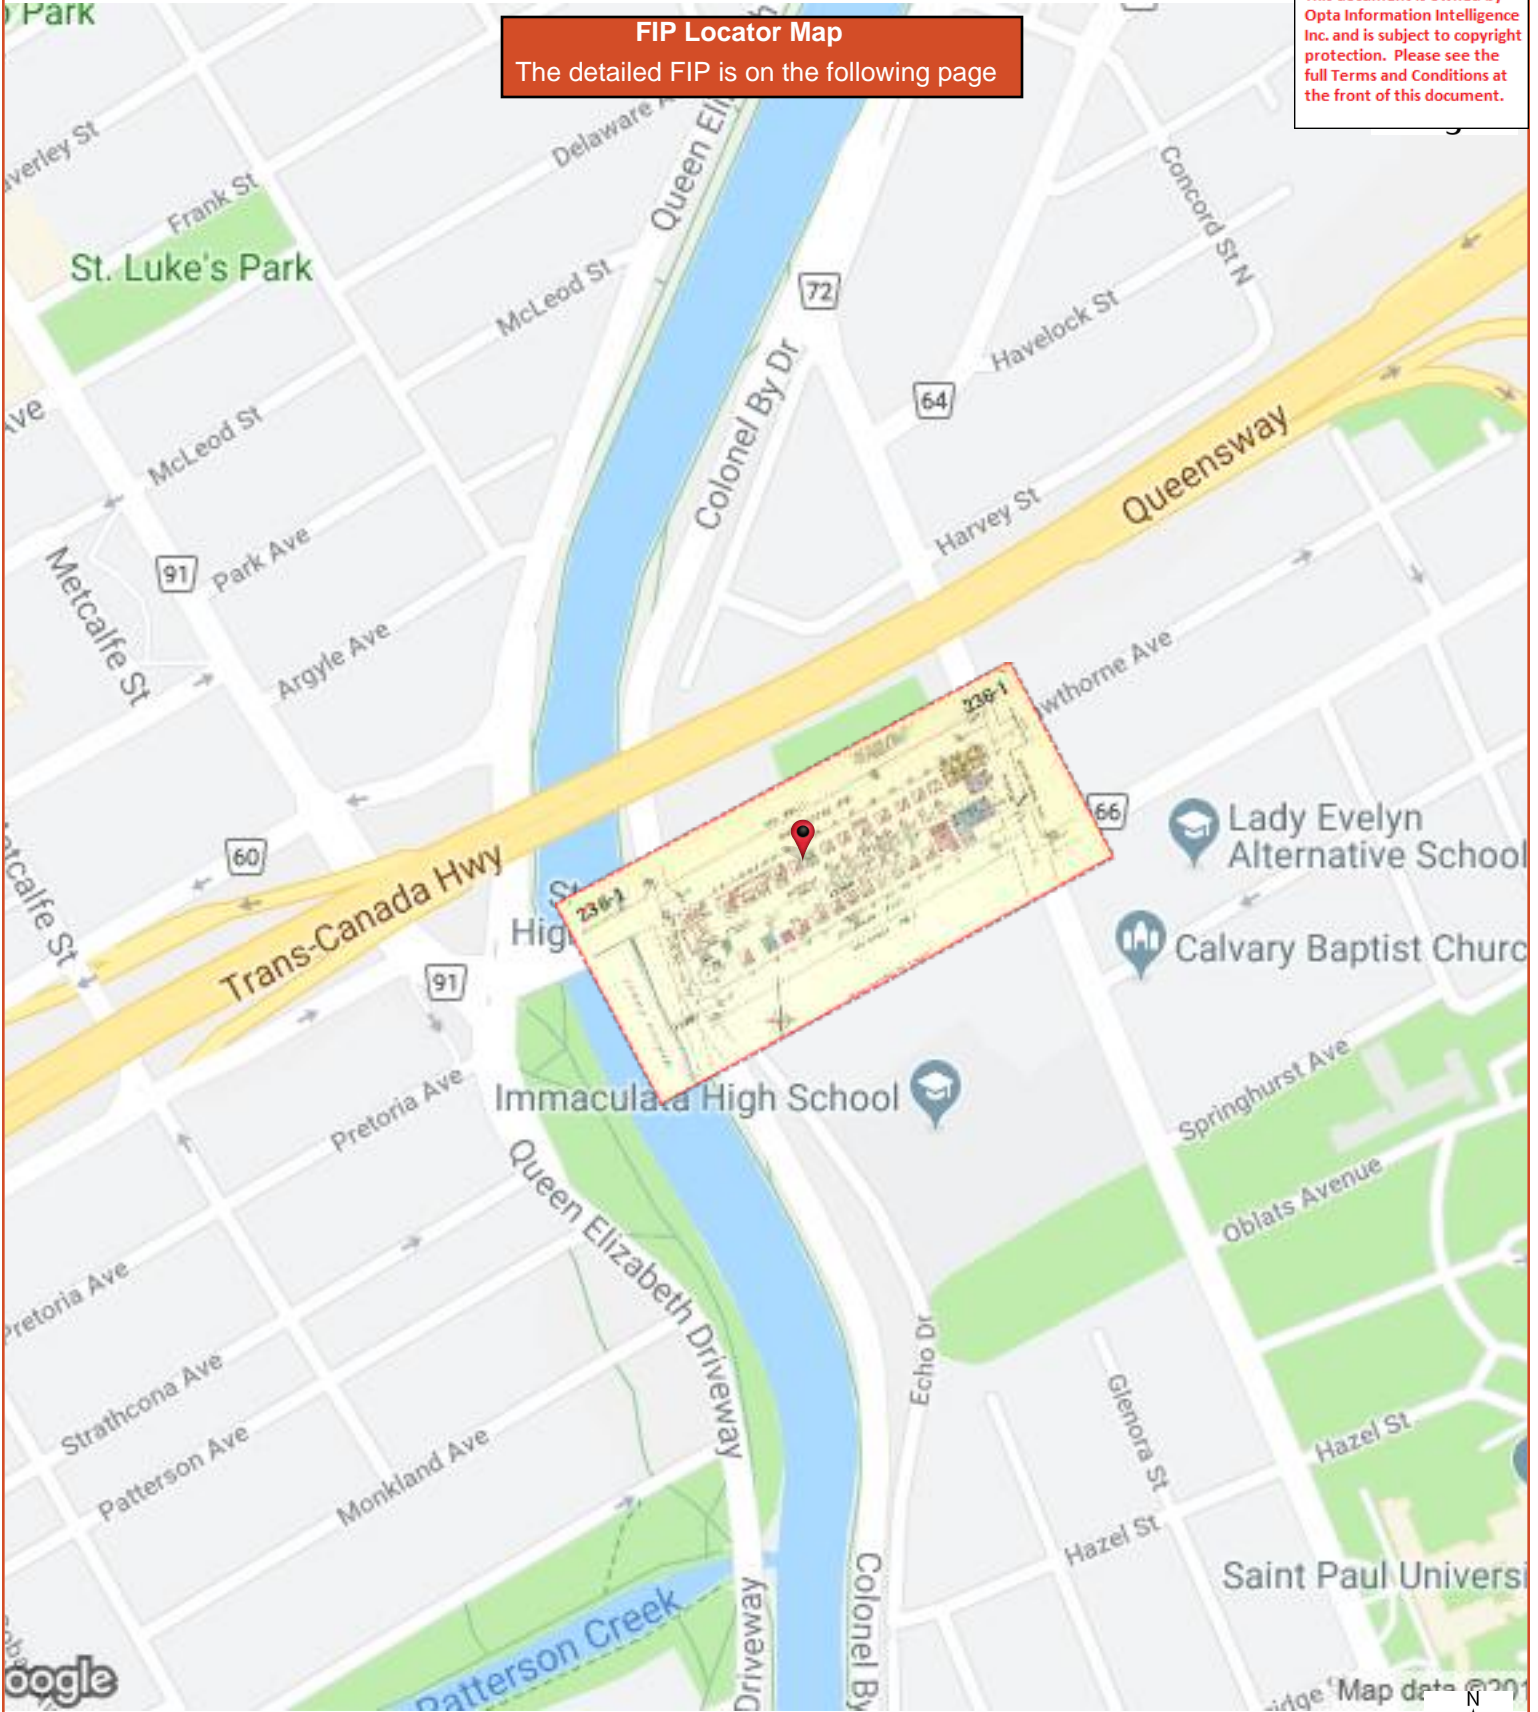 Park
FIP Locator Map
The detailed FIP is on the following page
Opta Information Intelligence
Inc. and is subject to copyright
protection. Please see the
full Terms and Conditions at
the front of this document.
Delaware
Queen
Concord St N
Frank St
St. Luke's Park
McLeod St
72
Havelock St
Colonel By Dr
64
Ave
McLeod St
Queensway
Harvey St
91
Park Ave
Metcalfe St
Argyle Ave
236-1
66
Lady Evelyn
Alternative School
60
Trans-Canada Hwy
236-1
91
Calvary Baptist
Immaculata High School
Pretoria Ave
Springhurst Ave
Queen Elizabeth Driveway
Oblats Avenue
Pretoria Ave
Echo Dr
Strathcona Ave
Glenora St
Hazel St
Patterson Ave
Monkland Ave
Hazel St
Saint Paul
Colonel By
Driveway
Patterson Creek
Map data
N